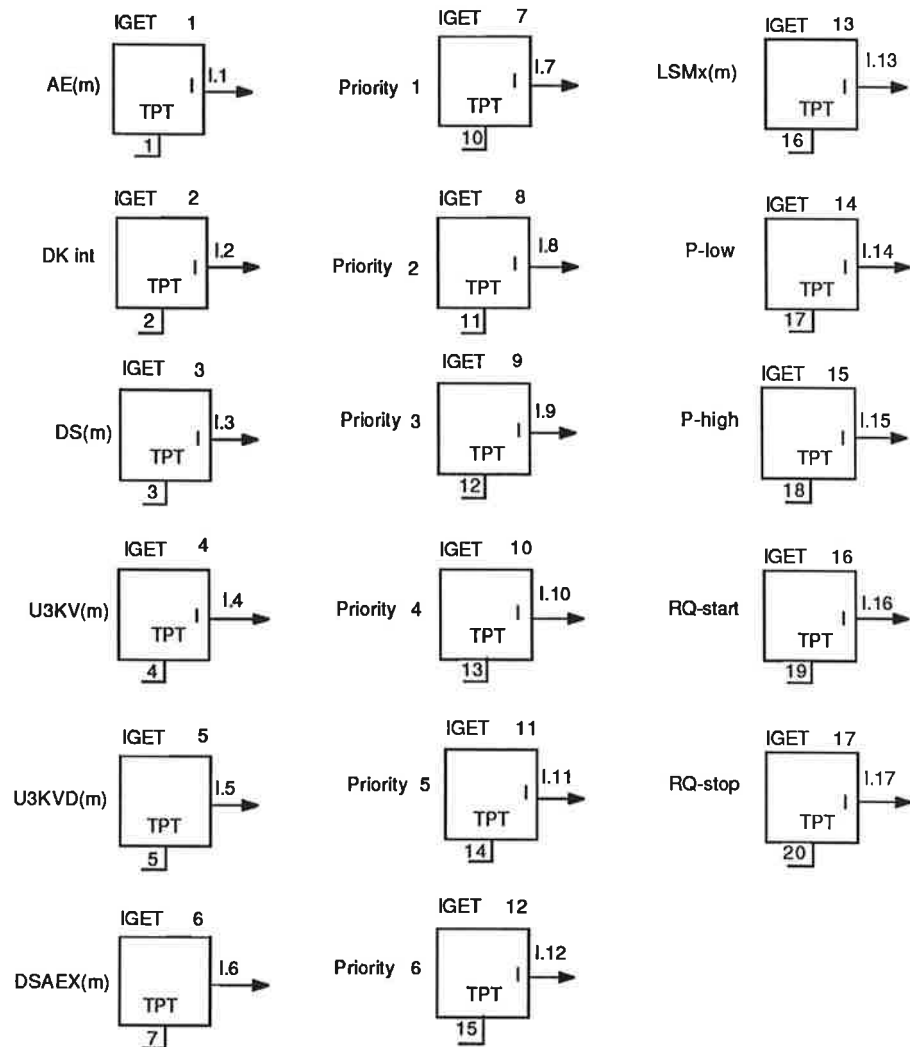 IGET 1
AE(m)
I.1
I
TPT
1
IGET 2
DK int
I.2
I
TPT
2
IGET 3
DS(m)
I.3
I
TPT
3
IGET 4
U3KV(m)
I.4
I
TPT
4
IGET 5
U3KVD(m)
I.5
TPT
5
IGET 6
DSAEX(m)
I.6
TPT
7
IGET 7
Priority 1
I.7
I
TPT
10
IGET 8
Priority 2
I.8
I
TPT
11
IGET 9
Priority 3
I.9
I
TPT
12
IGET 10
Priority 4
I.10
I
TPT
13
IGET 11
Priority 5
I.11
I
TPT
14
IGET 12
Priority 6
I.12
I
TPT
15
IGET 13
LSMx(m)
I.13
I
TPT
16
IGET 14
P-low
I.14
I
TPT
17
IGET 15
P-high
I.15
I
TPT
18
IGET 16
RQ-start
I.16
I
TPT
19
IGET 17
RQ-stop
I.17
I
TPT
20